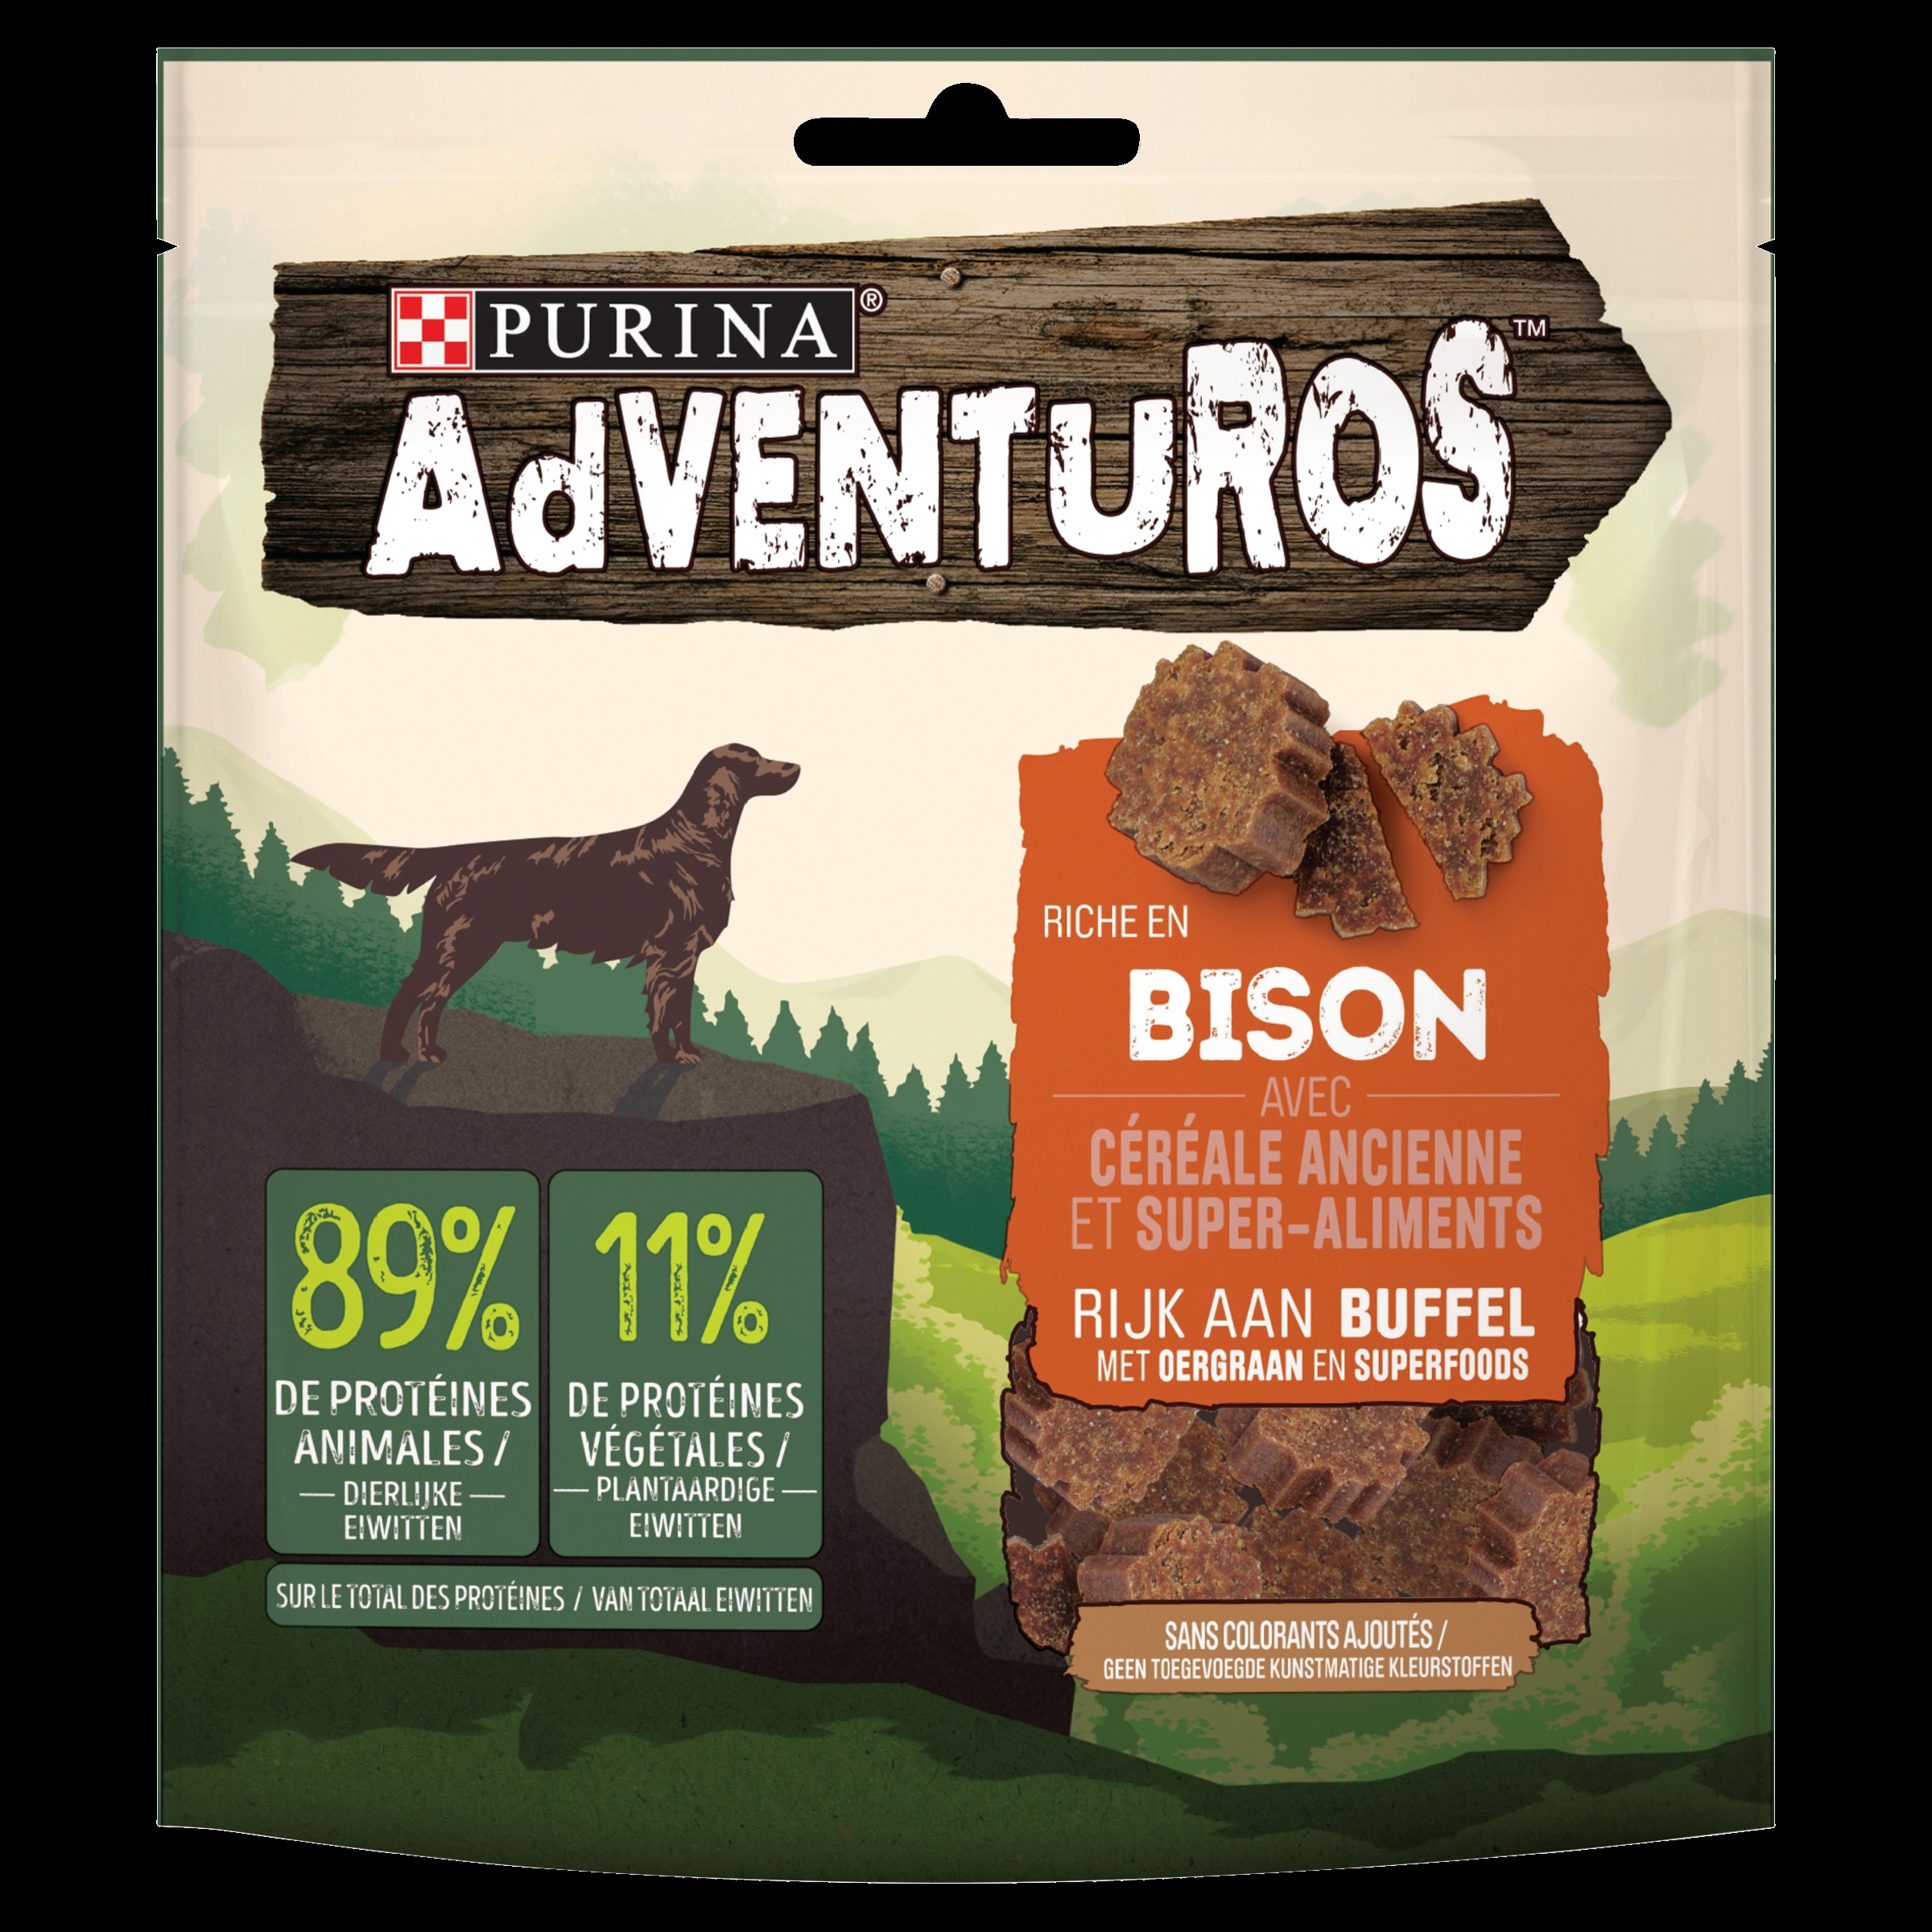 PURINA®
AdVENTUROS™
RICHE EN
BISON
AVEC
CÉRÉALE ANCIENNE
ET SUPER-ALIMENTS
RIJK AAN BUFFEL
MET OERGRAAN EN SUPERFOODS
89%
DE PROTÉINES
ANIMALES /
DIERLIJKE
EIWITTEN
11%
DE PROTÉINES
VÉGÉTALES /
PLANTAARDIGE
EIWITTEN
SUR LE TOTAL DES PROTÉINES / VAN TOTAAL EIWITTEN
SANS COLORANTS AJOUTÉS /
GEEN TOEGEVOEGDE KUNSTMATIGE KLEURSTOFFEN